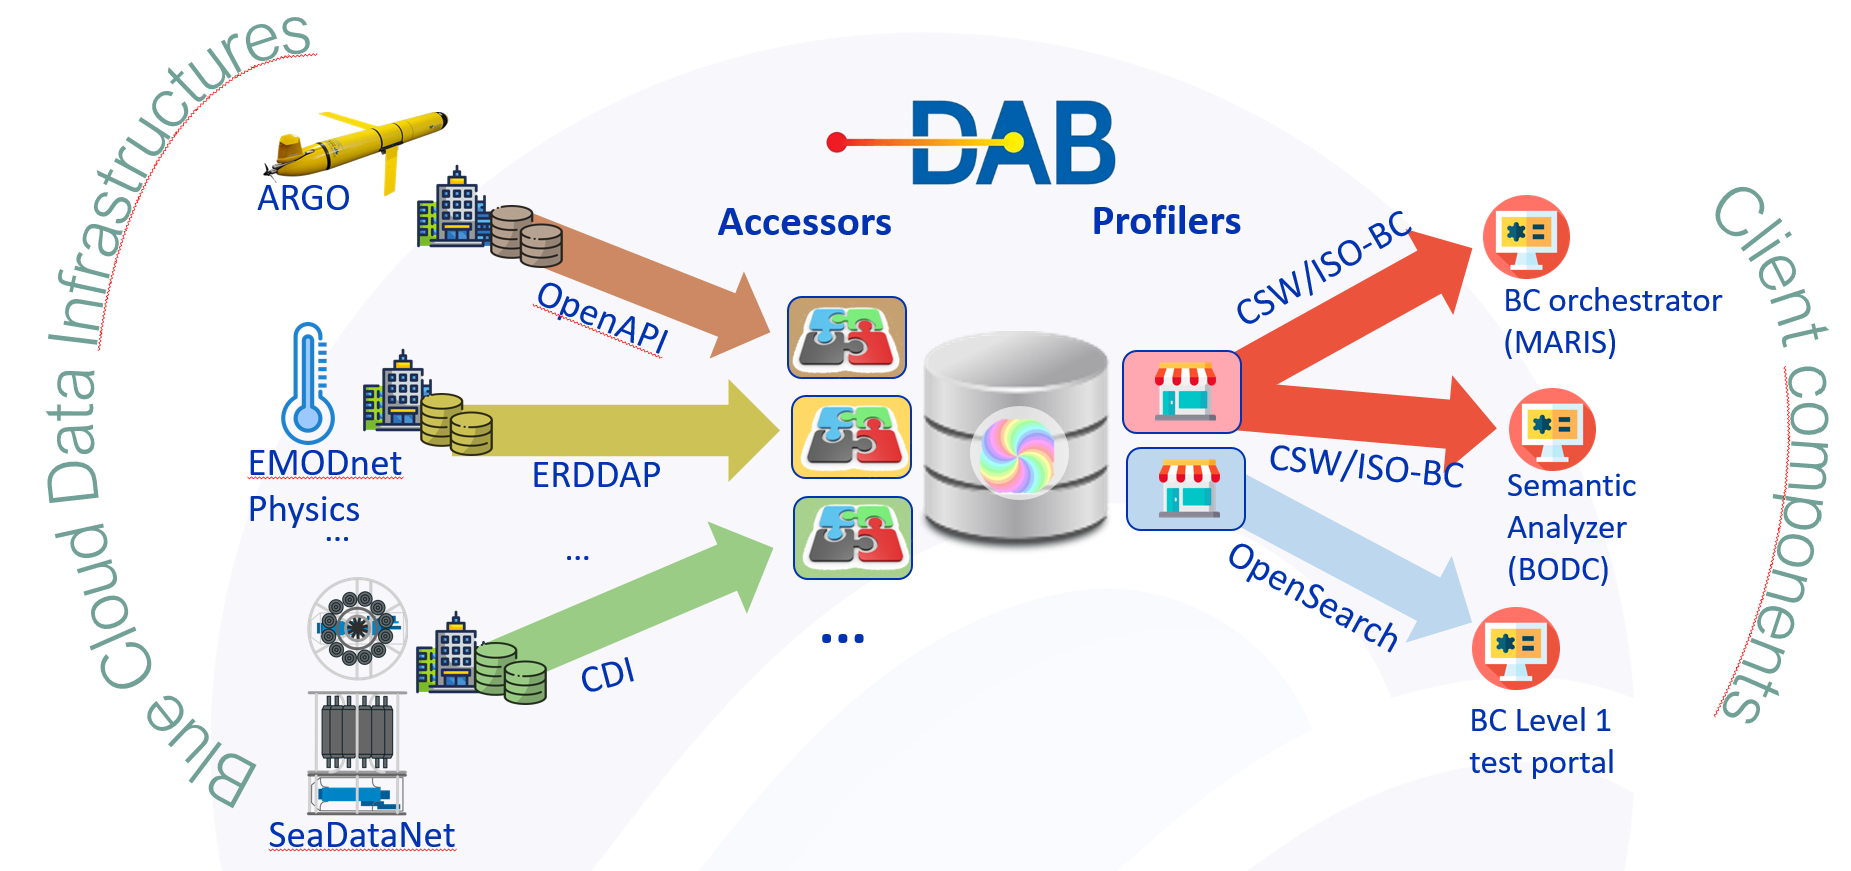 Blue Cloud Data Infrastructures
ARGO
OpenAPI
EMODnet
Physics
...
ERDDAP
...
SeaDataNet
CDI
DAB
Accessors
Profilers
...
CSW/ISO-BC
CSW/ISO-BC
OpenSearch
BC orchestrator
(MARIS)
Semantic
Analyzer
(BODC)
BC Level 1
test portal
Client components